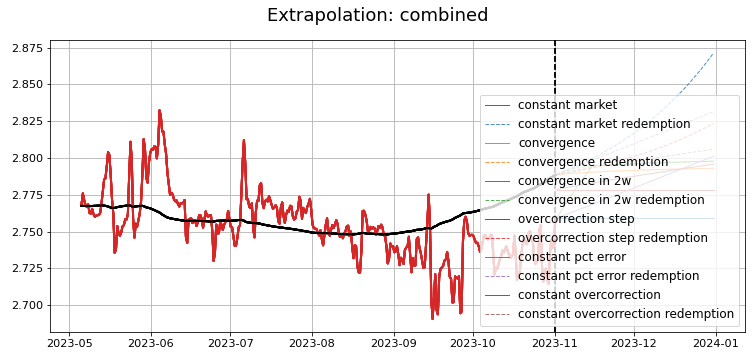 Extrapolation: combined
2.875
2.850
2.825
2.800
2.775
2.750
2.725
2.700
constant market
constant market redemption
convergence
convergence redemption
convergence in 2w
convergence in 2w redemption
overcorrection step
overcorrection step redemption
constant pct error
constant pct error redemption
constant overcorrection
constant overcorrection redemption
2023-05 2023-06 2023-07 2023-08 2023-09 2023-10 2023-11 2023-12 2024-01